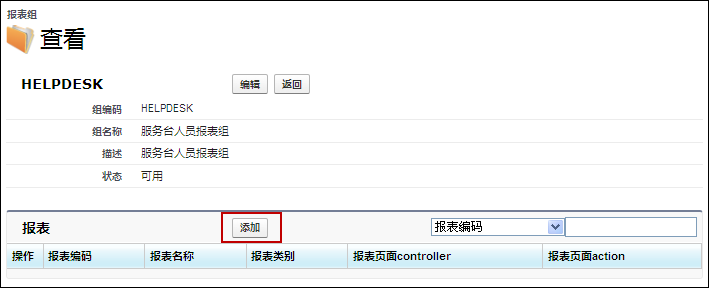 报表组
查看
HELPDESK 编辑 返回
组编码 HELPDESK
组名称 服务台人员报表组
描述 服务台人员报表组
状态 可用
报表 添加 报表编码
操作 报表编码 报表名称 报表类别 报表页面controller 报表页面action